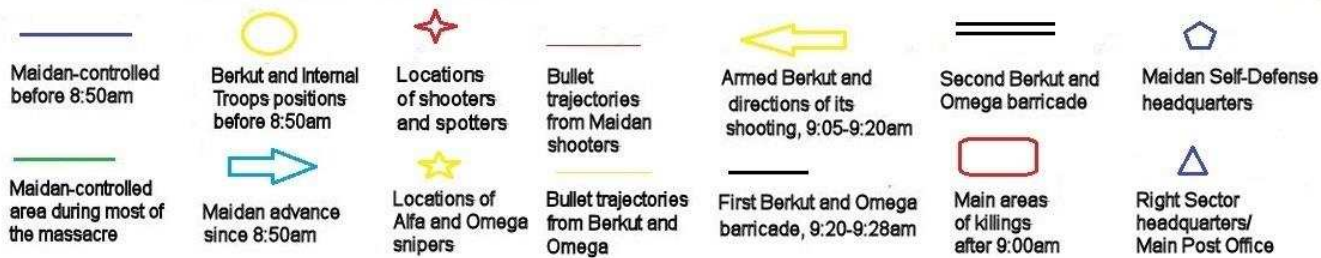 Maidan-controlled
before 8:50am
Berkut and Internal
Troops positions
before 8:50am
Locations
of shooters
and spotters
Bullet
trajectories
from Maidan
shooters
Armed Berkut and
directions of its
shooting, 9:05-9:20am
Second Berkut and
Omega barricade
Maidan Self-Defense
headquarters
Maidan-controlled
area during most of
the massacre
Maidan advance
since 8:50am
Locations of
Alfa and Omega
snipers
Bullet trajectories
from Berkut and
Omega
First Berkut and Omega
barricade, 9:20-9:28am
Main areas
of killings
after 9:00am
Right Sector
headquarters/
Main Post Office